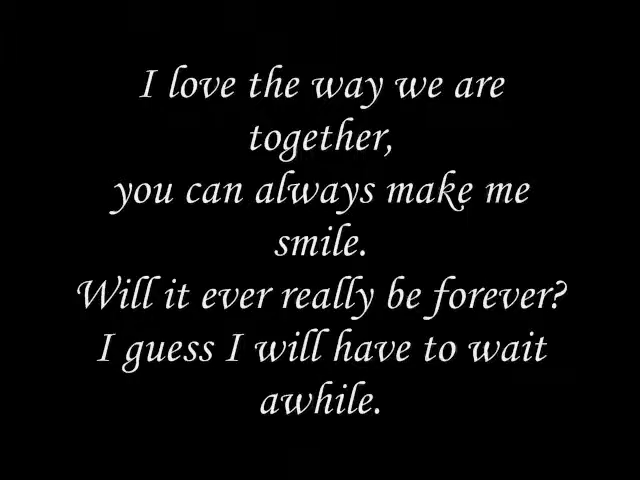 I love the way we are
together,
you can always make me
smile.
Will it ever really be forever?
I guess I will have to wait
awhile.